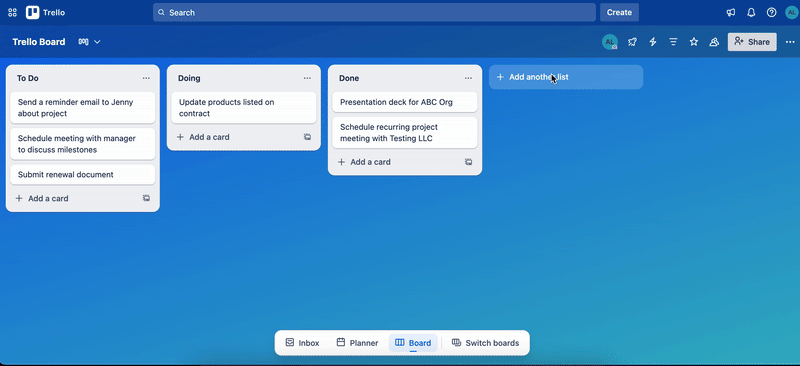 Trello
Search
Create
AL
Trello Board
AL
Share
To Do
Send a reminder email to Jenny
about project
Schedule meeting with manager
to discuss milestones
Submit renewal document
+ Add a card
Doing
Update products listed on
contract
+ Add a card
Done
Presentation deck for ABC Org
Schedule recurring project
meeting with Testing LLC
+ Add a card
+ Add another list
Inbox
Planner
Board
Switch boards